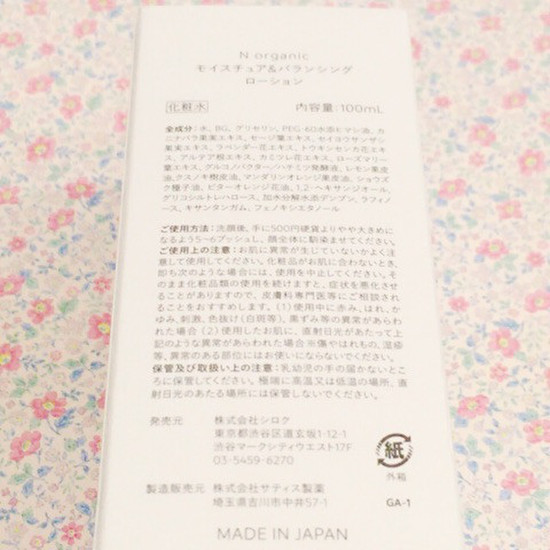 N organic
モイスチュア&バランシング
ローション
化粧水 内容量:100mL
全成分:水、BG、グリセリン、PEG-60水添ヒマシ油、カ
ニナバラ果実エキス、セージ葉エキス、セイヨウサンザシ
果実エキス、ラベンダー花エキス、トウキンセンカ花エキ
ス、アルテア根エキス、カミツレ花エキス、ローズマリー
葉エキス、グルコノバクター/ハチミツ発酵液、レモン果皮
油、クスノキ樹皮油、マンダリンオレンジ果皮油、ショウズ
ク種子油、ビターオレンジ花油、1,2-ヘキサンジオール、
グリコシルトレハロース、加水分解水添デンプン、ラフィノ
ース、キサンタンガム、フェノキシエタノール
ご使用方法:洗顔後、手に500円硬貨よりやや大きめに
なるよう5~6プッシュし、顔全体に馴染ませてください。
ご使用上の注意:お肌に異常が生じていないかよく注
意して使用してください。化粧品がお肌に合わないとき、
即ち次のような場合には、使用を中止してください。そ
のまま化粧品類の使用を続けますと、症状を悪化させ
ることがありますので、皮膚科専門医等にご相談され
ることをおすすめします。(1)使用中に赤み、はれ、か
ゆみ、刺激、色抜け(白斑等)、黒ずみ等の異常があらわ
れた場合(2)使用したお肌に、直射日光があたって上
記のような異常があらわれた場合※傷やはれもの、湿疹
等、異常のある部位にはお使いにならないでください。
保管及び取扱い上の注意:乳幼児の手の届かないとこ
ろに保管してください。極端に高温又は低温の場所、直
射日光のあたる場所には保管しないでください。
発売元 株式会社シロク
東京都渋谷区道玄坂1-12-1
渋谷マークシティウエスト17F
03-5459-6270
紙
外箱
製造販売元 株式会社サティス製薬
埼玉県吉川市中井57-1
GA-1
MADE IN JAPAN